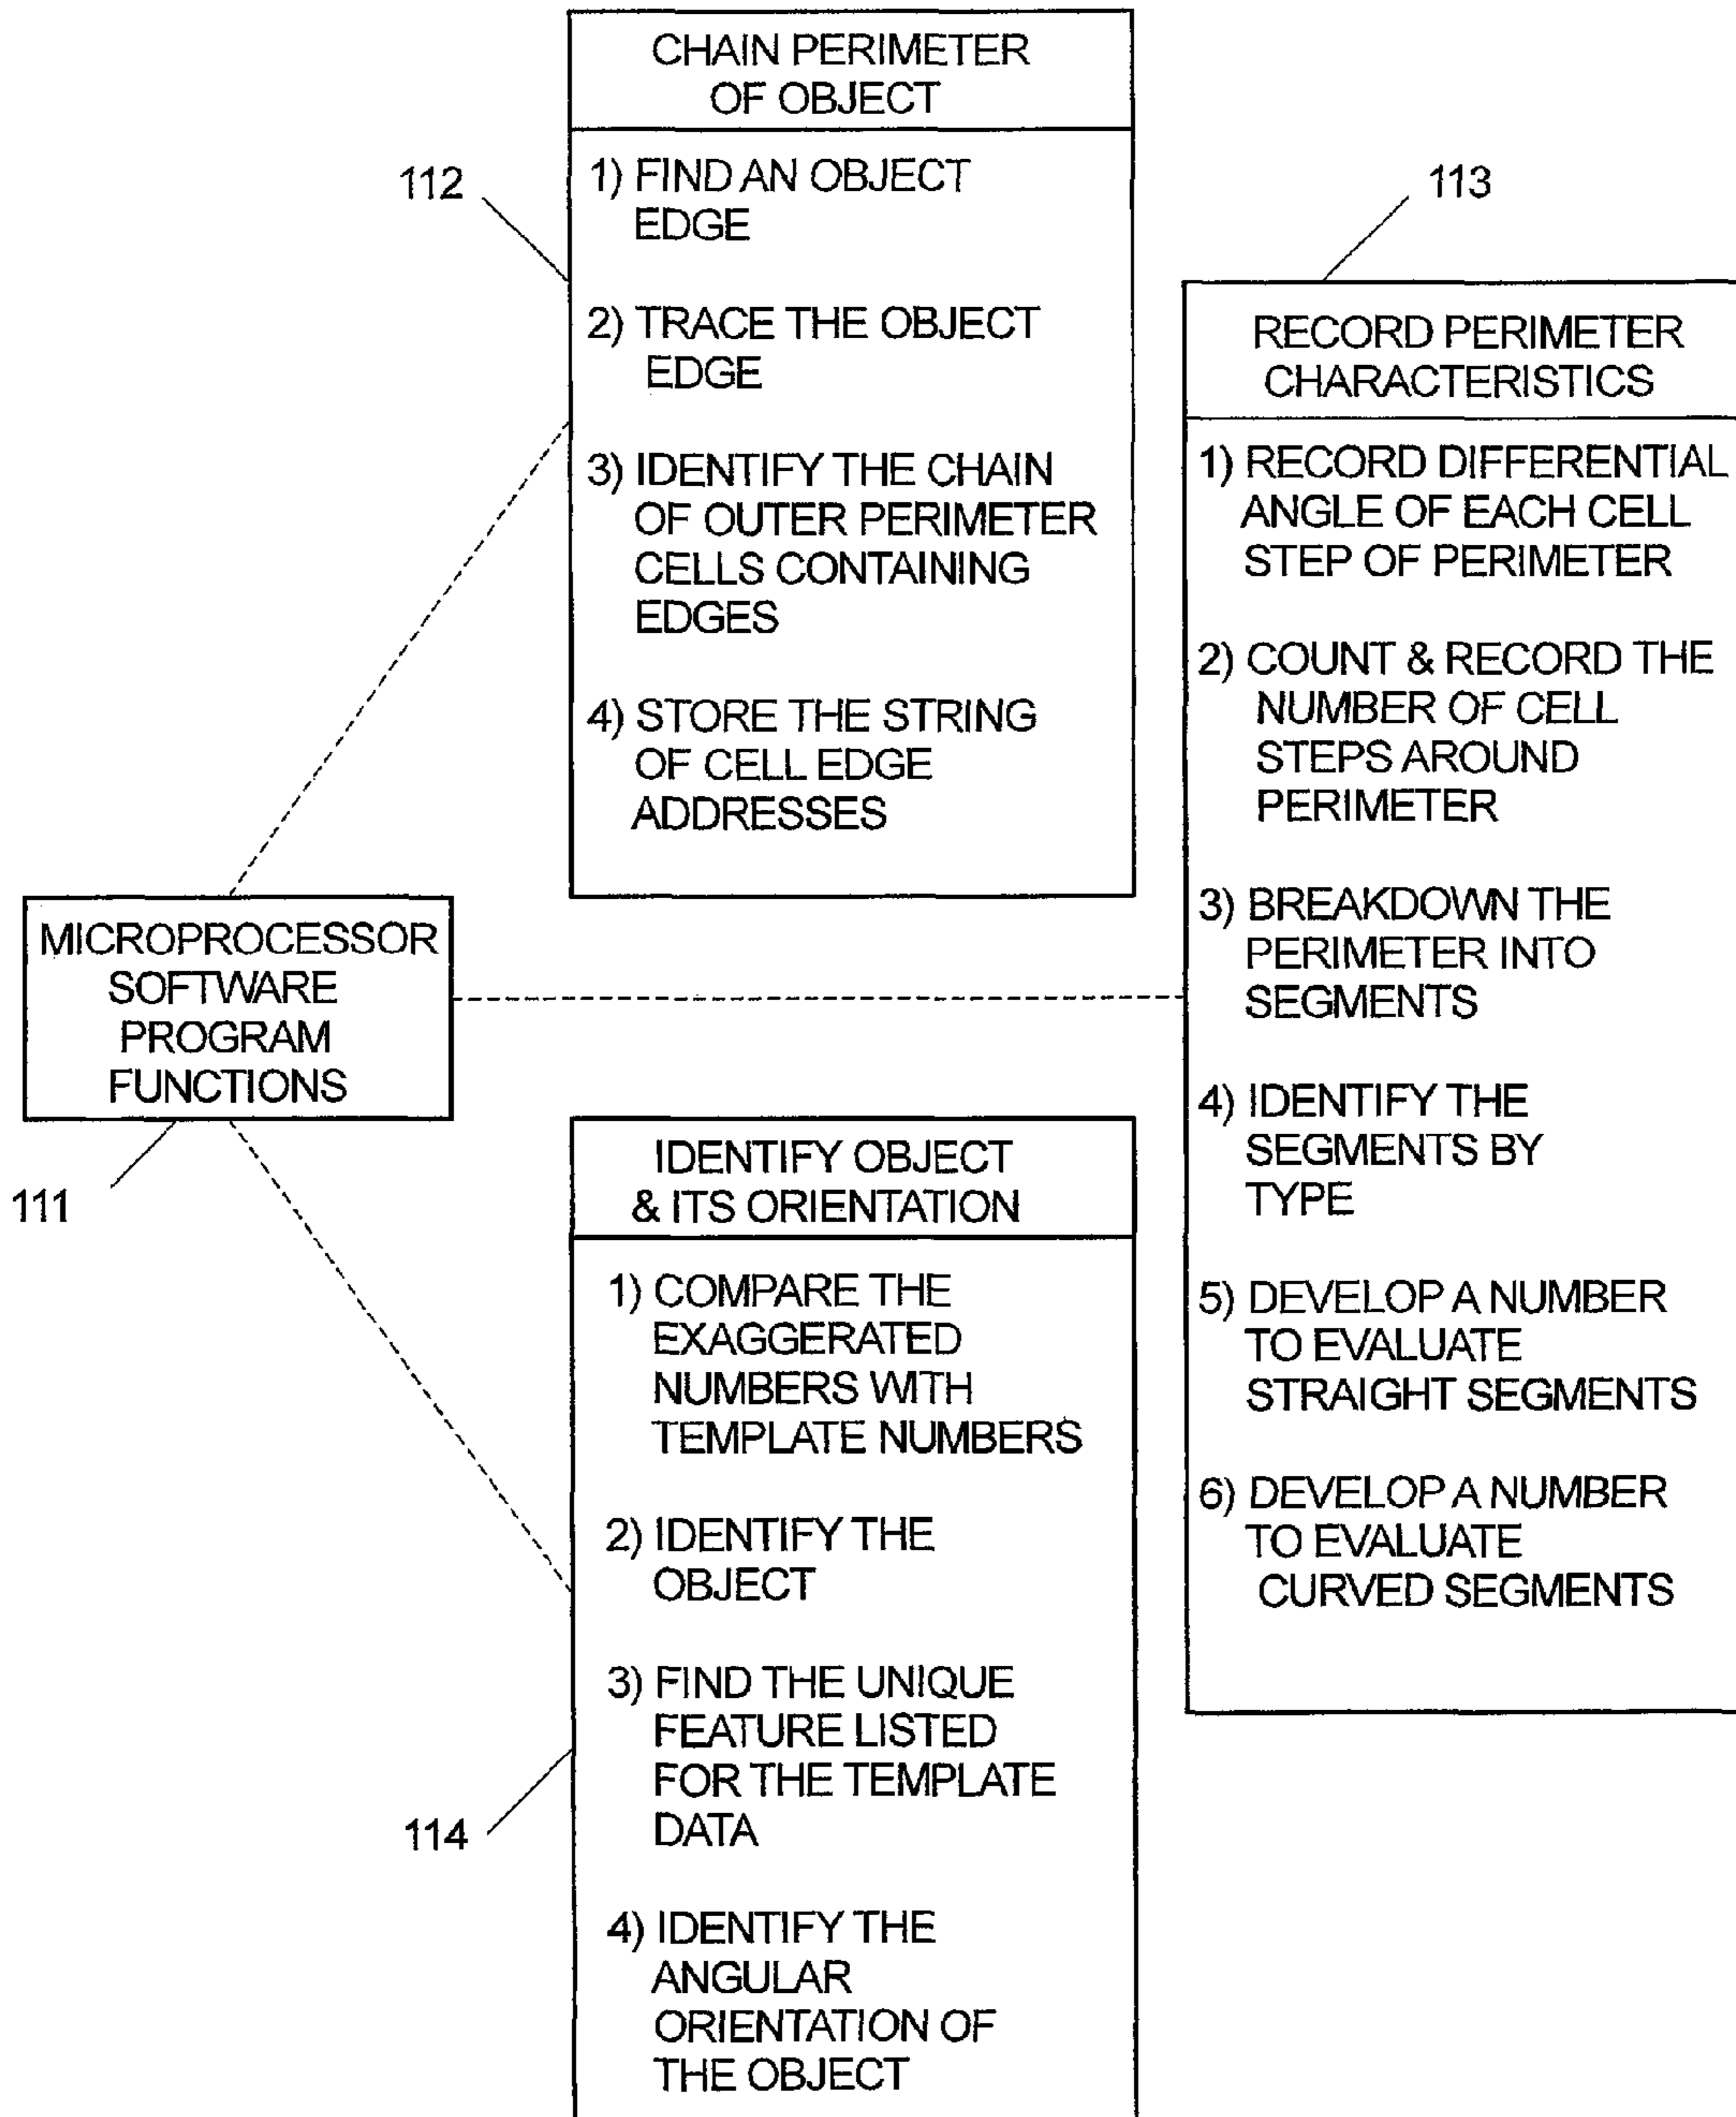 CHAIN PERIMETER
OF OBJECT
1) FIND AN OBJECT
EDGE
2) TRACE THE OBJECT
EDGE
3) IDENTIFY THE CHAIN
OF OUTER PERIMETER
CELLS CONTAINING
EDGES
4) STORE THE STRING
OF CELL EDGE
ADDRESSES
112
113
RECORD PERIMETER
CHARACTERISTICS
1) RECORD DIFFERENTIAL
ANGLE OF EACH CELL
STEP OF PERIMETER
2) COUNT & RECORD THE
NUMBER OF CELL
STEPS AROUND
PERIMETER
3) BREAKDOWN THE
PERIMETER INTO
SEGMENTS
4) IDENTIFY THE
SEGMENTS BY
TYPE
5) DEVELOP A NUMBER
TO EVALUATE
STRAIGHT SEGMENTS
6) DEVELOP A NUMBER
TO EVALUATE
CURVED SEGMENTS
MICROPROCESSOR
SOFTWARE
PROGRAM
FUNCTIONS
111
IDENTIFY OBJECT
& ITS ORIENTATION
1) COMPARE THE
EXAGGERATED
NUMBERS WITH
TEMPLATE NUMBERS
2) IDENTIFY THE
OBJECT
3) FIND THE UNIQUE
FEATURE LISTED
FOR THE TEMPLATE
DATA
4) IDENTIFY THE
ANGULAR
ORIENTATION OF
THE OBJECT
114